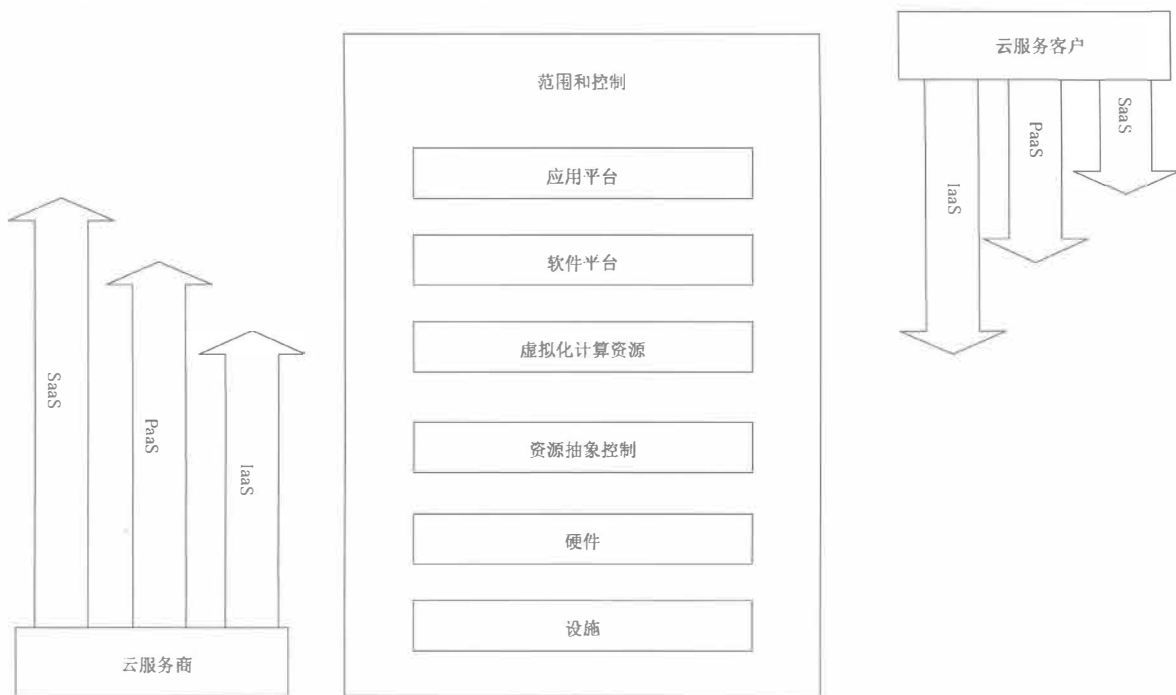 云服务客户
范围和控制
SaaS
PaaS
IaaS
应用平台
软件平台
虚拟化计算资源
资源抽象控制
硬件
设施
SaaS
PaaS
IaaS
云服务商